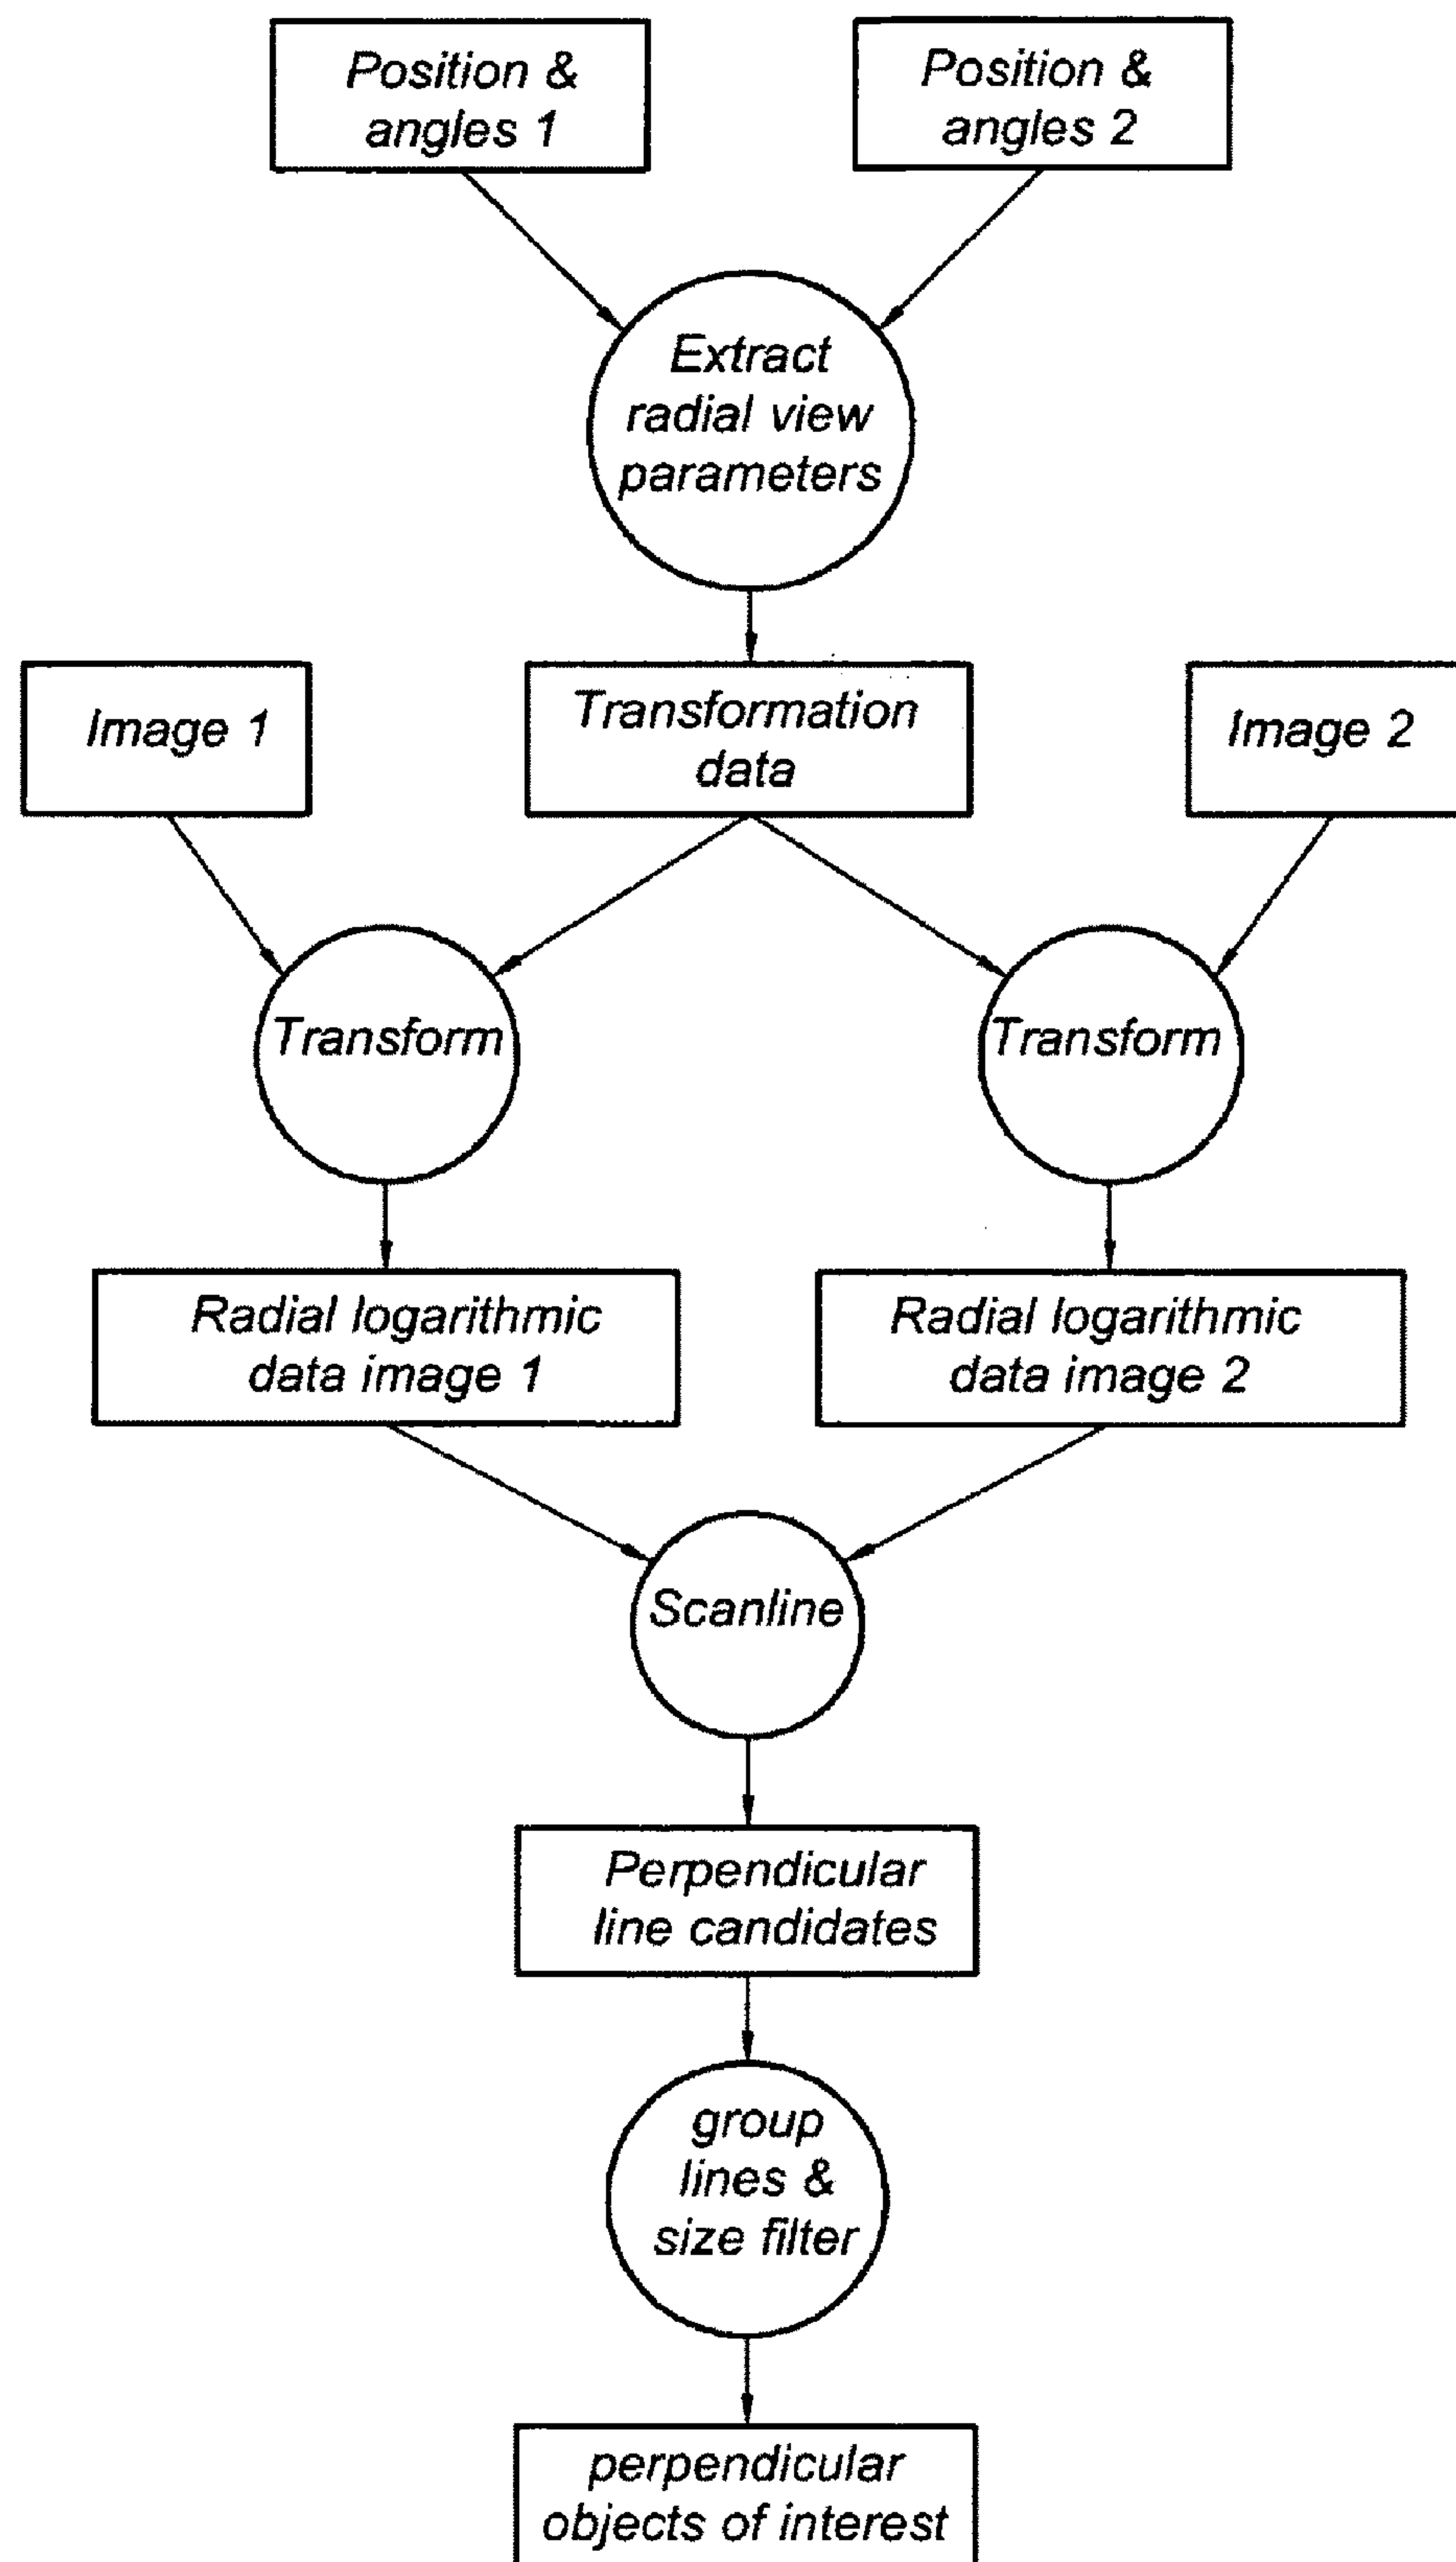 Position &
angles 1
Position &
angles 2
Extract
radial view
parameters
Image 1
Transformation
data
Image 2
Transform
Transform
Radial logarithmic
data image 1
Radial logarithmic
data image 2
Scanline
Perpendicular
line candidates
group
lines &
size filter
perpendicular
objects of interest